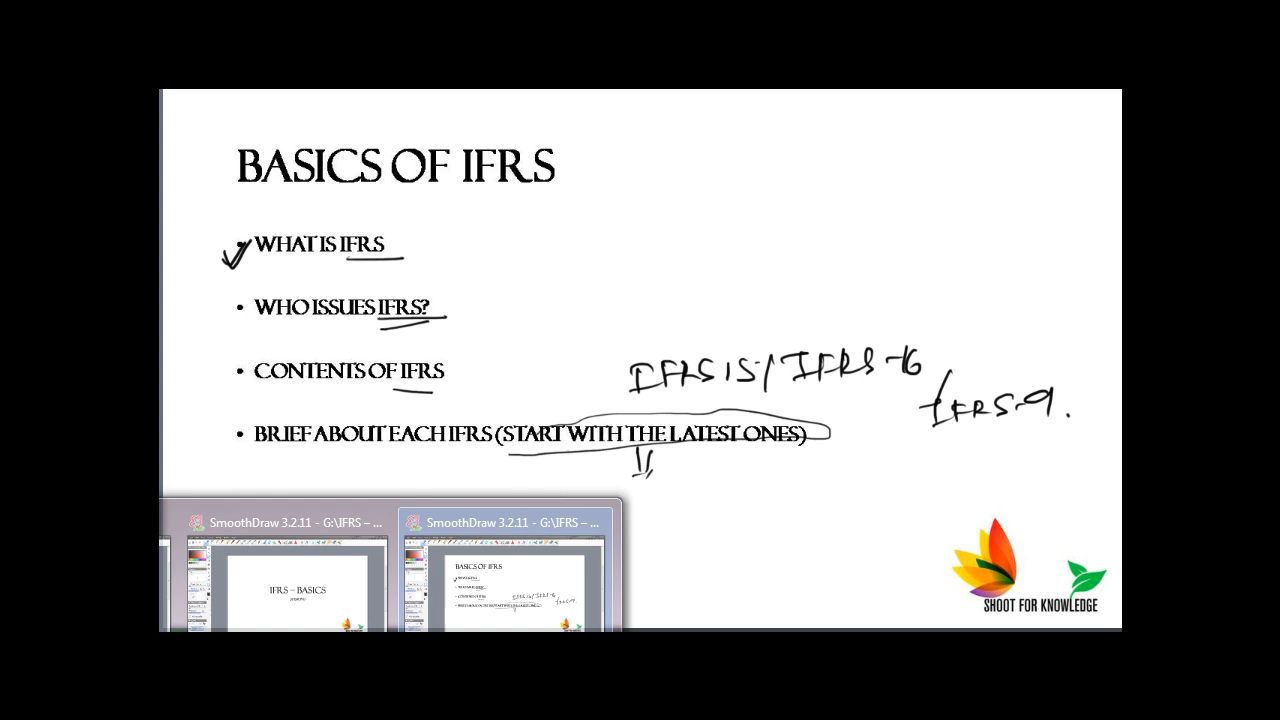 BASICS OF IFRS
• WHAT IS IFRS
• WHO ISSUES IFRS?
• CONTENTS OF IFRS
IFRS 15 / IFRS-16
IFRS-9.
• BRIEF ABOUT EACH IFRS (START WITH THE LATEST ONES)
SmoothDraw 3.2.11 - G:\IFRS – ...
SmoothDraw 3.2.11 - G:\IFRS – ...
IFRS – BASICS
BASICS OF IFRS
SHOOT FOR KNOWLEDGE